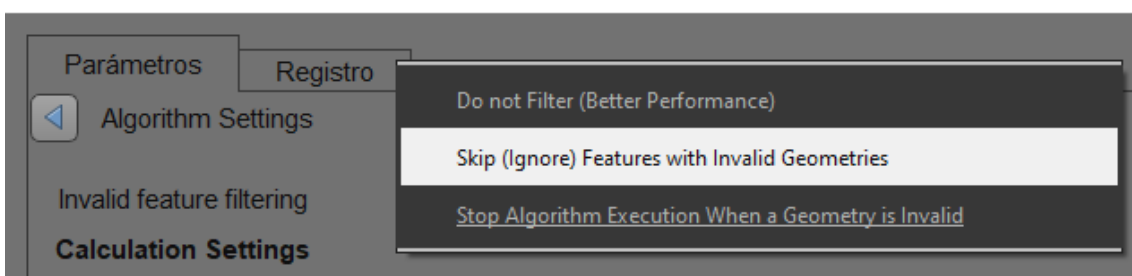 Parámetros
Registro
Algorithm Settings
Do not Filter (Better Performance)
Skip (Ignore) Features with Invalid Geometries
Invalid feature filtering
Stop Algorithm Execution When a Geometry is Invalid
Calculation Settings